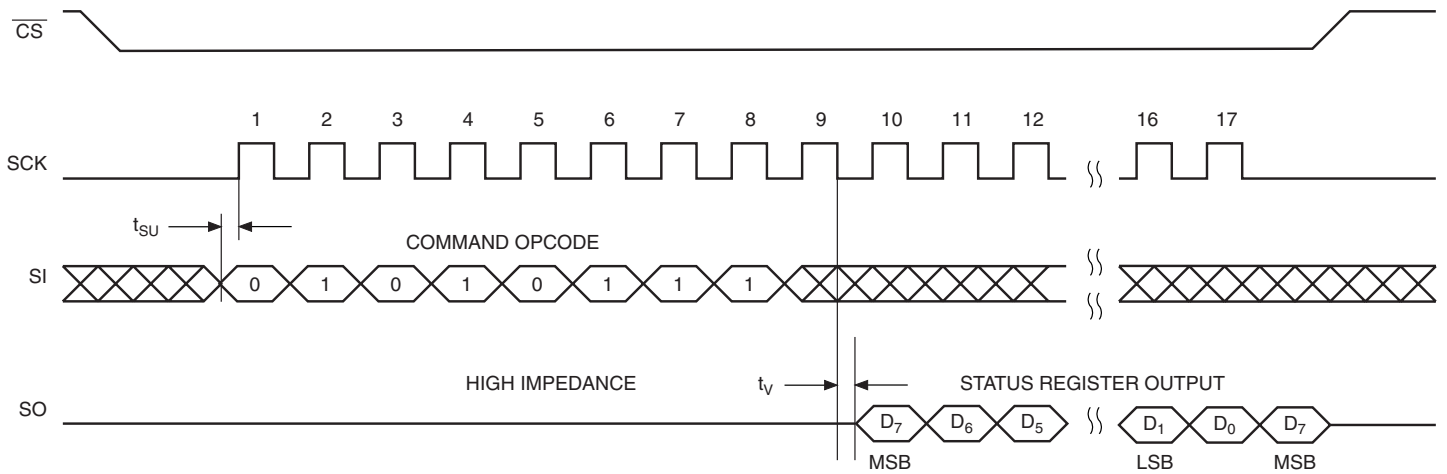 CS
1 2 3 4 5 6 7 8 9 10 11 12 16 17
SCK
tSU
COMMAND OPCODE
SI
0 1 0 1 0 1 1 1
HIGH IMPEDANCE
tV
STATUS REGISTER OUTPUT
SO
D7 D6 D5 D1 D0 D7
MSB LSB MSB